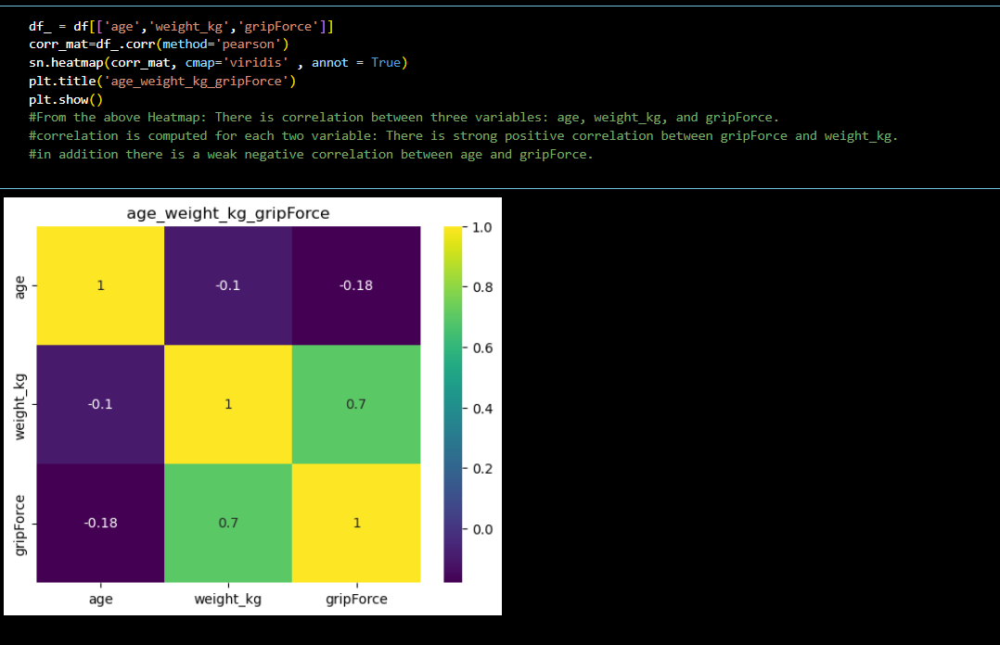 df_ = df[['age','weight_kg','gripForce']]
corr_mat=df_.corr(method='pearson')
sn.heatmap(corr_mat, cmap='viridis' , annot = True)
plt.title('age_weight_kg_gripForce')
plt.show()
#From the above Heatmap: There is correlation between three variables: age, weight_kg, and gripForce.
#correlation is computed for each two variable: There is strong positive correlation between gripForce and weight_kg.
#in addition there is a weak negative correlation between age and gripForce.
age_weight_kg_gripForce
age
1
-0.1
-0.18
weight_kg
-0.1
1
0.7
gripForce
-0.18
0.7
1
age
weight_kg
gripForce
1.0
0.8
0.6
0.4
0.2
0.0